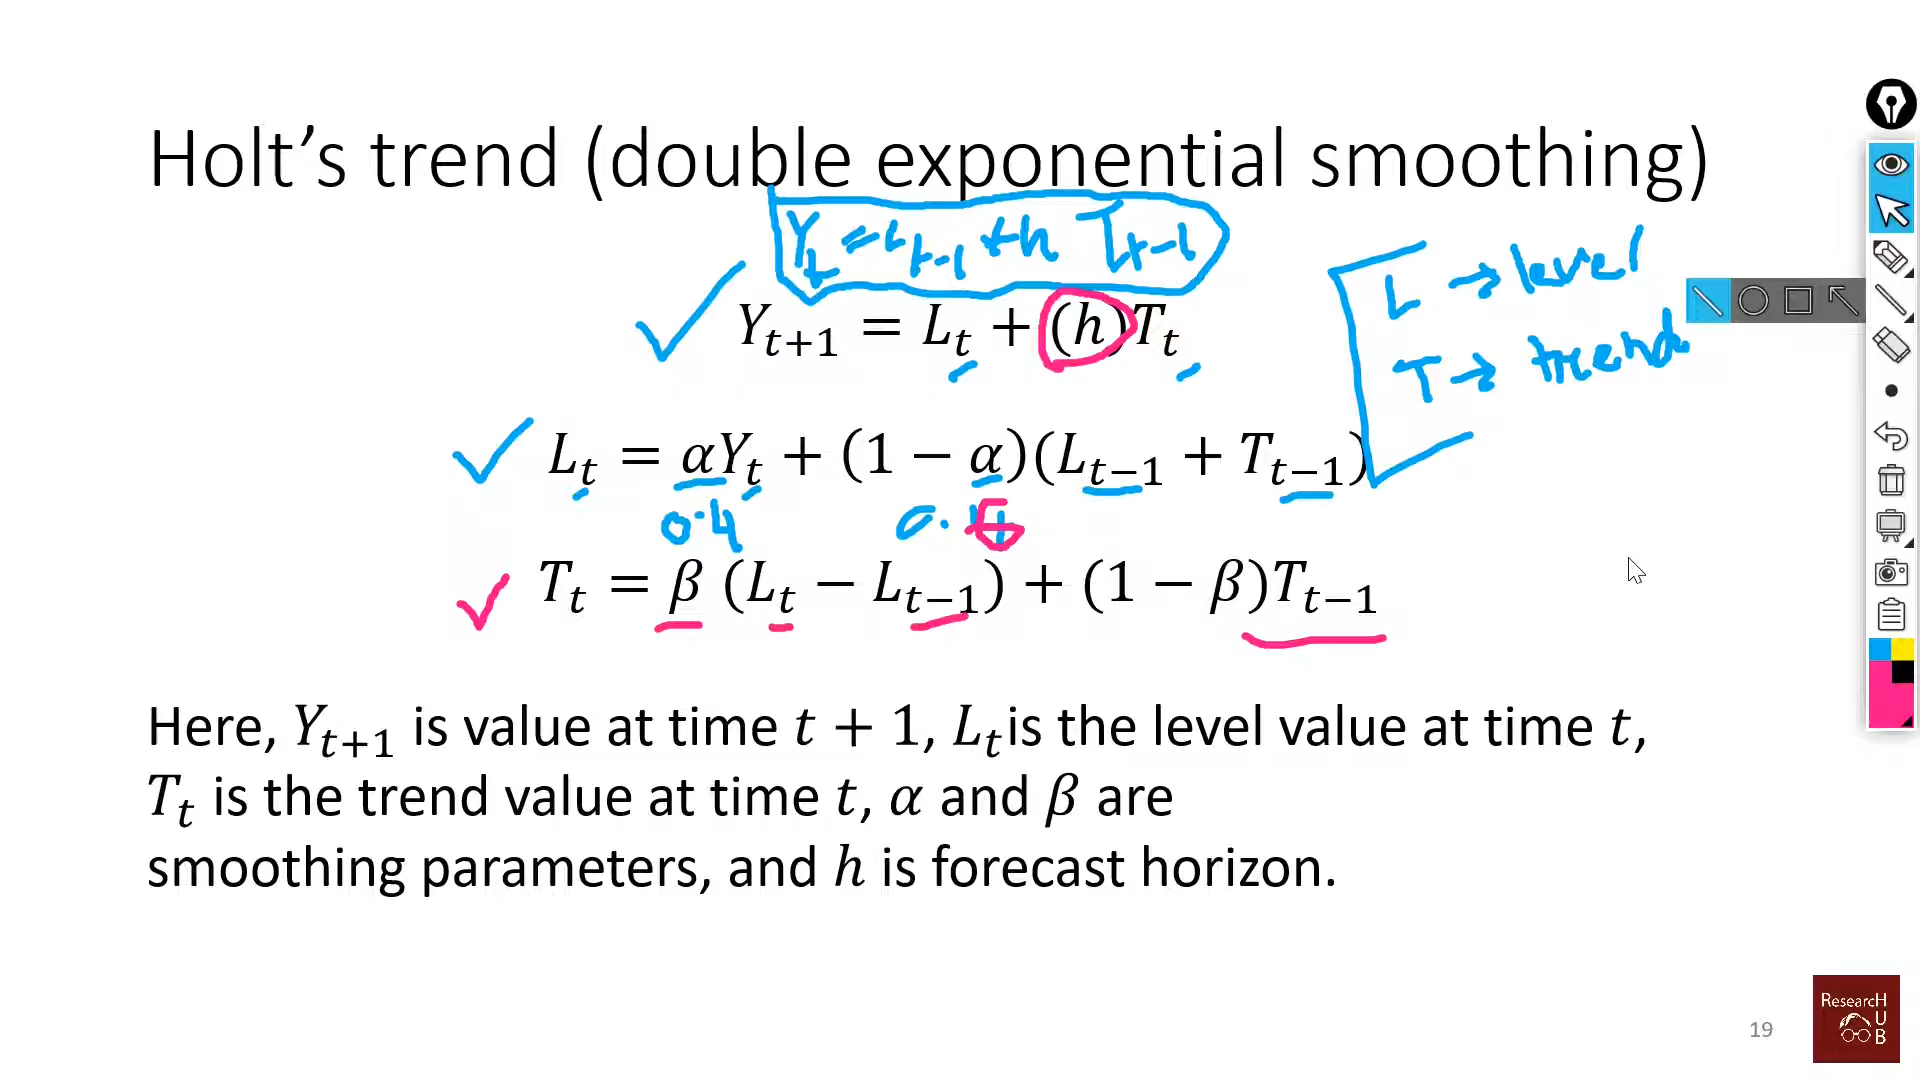 Holt’s trend (double exponential smoothing)
Yₜ = Lₜ₋₁ + h Tₜ₋₁
L → level
Yₜ₊₁ = Lₜ + (h)Tₜ
T → trend
Lₜ = αYₜ + (1 − α)(Lₜ₋₁ + Tₜ₋₁)
0.4 0.
Tₜ = β (Lₜ − Lₜ₋₁) + (1 − β)Tₜ₋₁
Here, Yₜ₊₁ is value at time t + 1, Lₜ is the level value at time t,
Tₜ is the trend value at time t, α and β are
smoothing parameters, and h is forecast horizon.
19
ResearcH
U
B